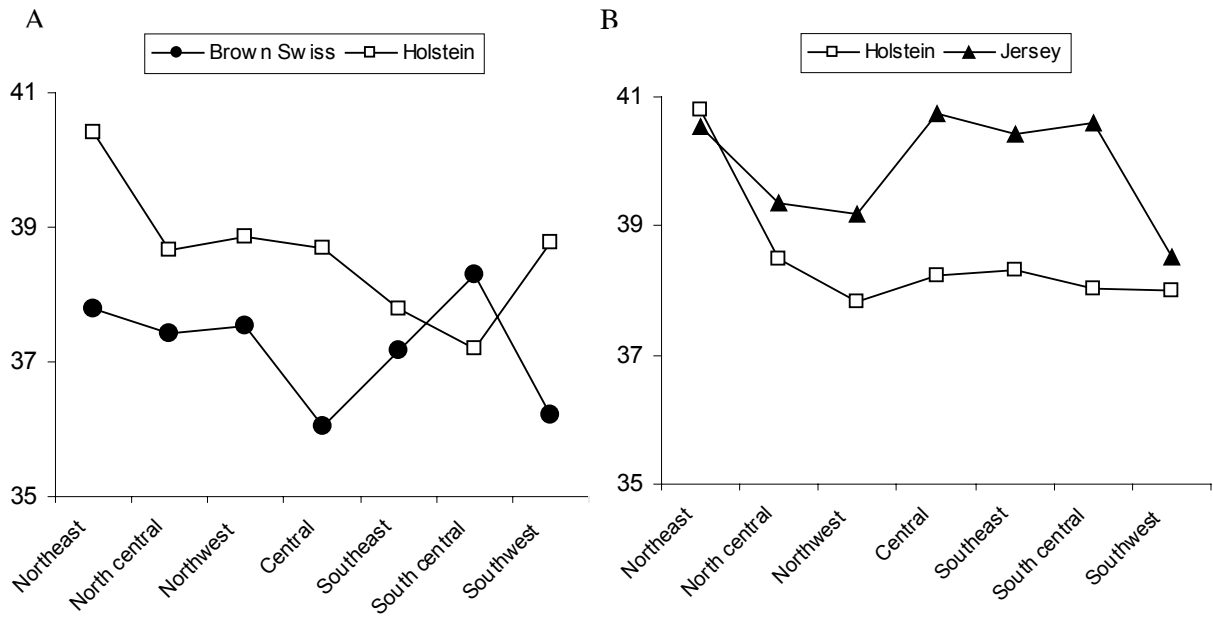 A
Brown Swiss Holstein
41
39
37
35
Northeast
North central
Northwest
Central
Southeast
South central
Southwest
B
Holstein Jersey
41
39
37
35
Northeast
North central
Northwest
Central
Southeast
South central
Southwest